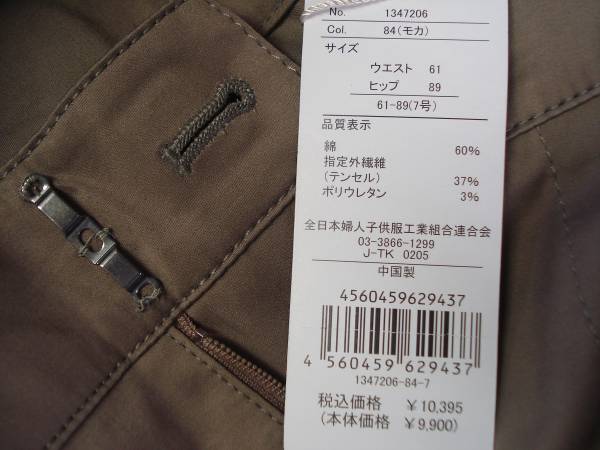 No. 1347206
Col. 84(モカ)
サイズ
ウエスト 61
ヒップ 89
61-89(7号)
品質表示
綿 60%
指定外繊維
(テンセル) 37%
ポリウレタン 3%
全日本婦人子供服工業組合連合会
03-3866-1299
J-TK 0205
中国製
4560459629437
4 560459 629437
1347206-84-7
税込価格 ¥10,395
(本体価格 ¥9,900)